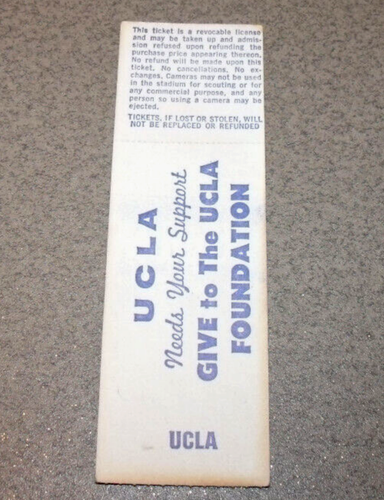 This ticket is a revocable license
and may be taken up and admis-
sion refused upon refunding the
purchase price appearing thereon.
No refund will be made upon this
ticket. No cancellations. No ex-
changes. Cameras may not be used
in the stadium for scouting or for
any commercial purpose, and any
person so using a camera may be
ejected.
TICKETS, IF LOST OR STOLEN, WILL
NOT BE REPLACED OR REFUNDED
UCLA
Needs Your Support
GIVE to The UCLA
FOUNDATION
UCLA